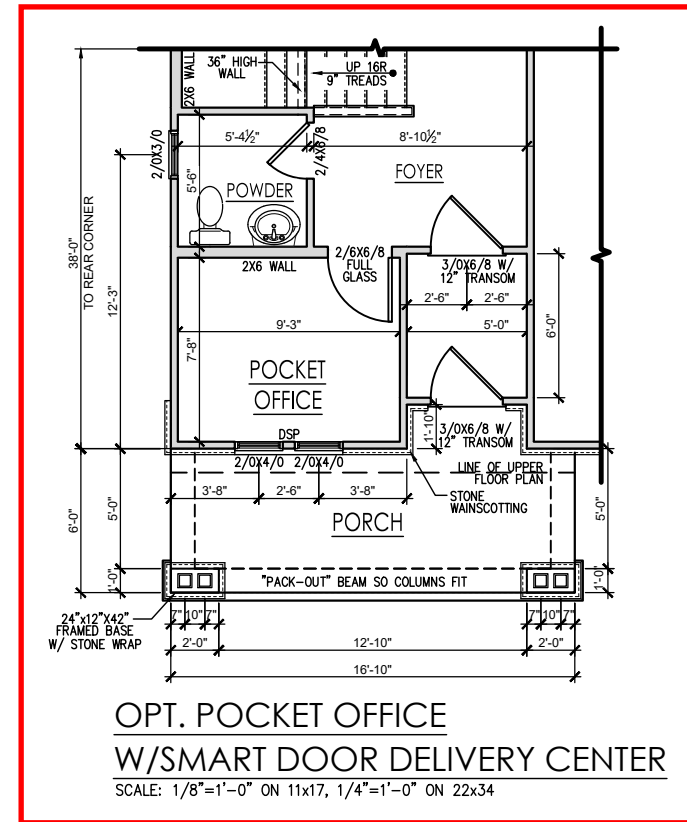 36" HIGH
WALL
UP 16R
9" TREADS
2X6 WALL
2/0X3/0
5'-4½"
2/4X6/8
8'-10½"
FOYER
POWDER
5'-6"
38'-0"
TO REAR CORNER
12'-3"
2X6 WALL
2/6X6/8
FULL
GLASS
3/0X6/8 W/
12" TRANSOM
2'-6"
2'-6"
5'-0"
6'-0"
9'-3"
7'-8"
POCKET
OFFICE
DSP
2/0X4/0
2/0X4/0
1'-10"
3/0X6/8 W/
12" TRANSOM
LINE OF UPPER
FLOOR PLAN
STONE
WAINSCOTTING
3'-8"
2'-6"
3'-8"
PORCH
6'-0"
5'-0"
5'-0"
1'-0"
1'-0"
"PACK-OUT" BEAM SO COLUMNS FIT
24"x12"X42"
FRAMED BASE
W/ STONE WRAP
7"
10"
7"
7"
10"
7"
2'-0"
12'-10"
2'-0"
16'-10"
OPT. POCKET OFFICE
W/SMART DOOR DELIVERY CENTER
SCALE: 1/8"=1'-0" ON 11x17, 1/4"=1'-0" ON 22x34